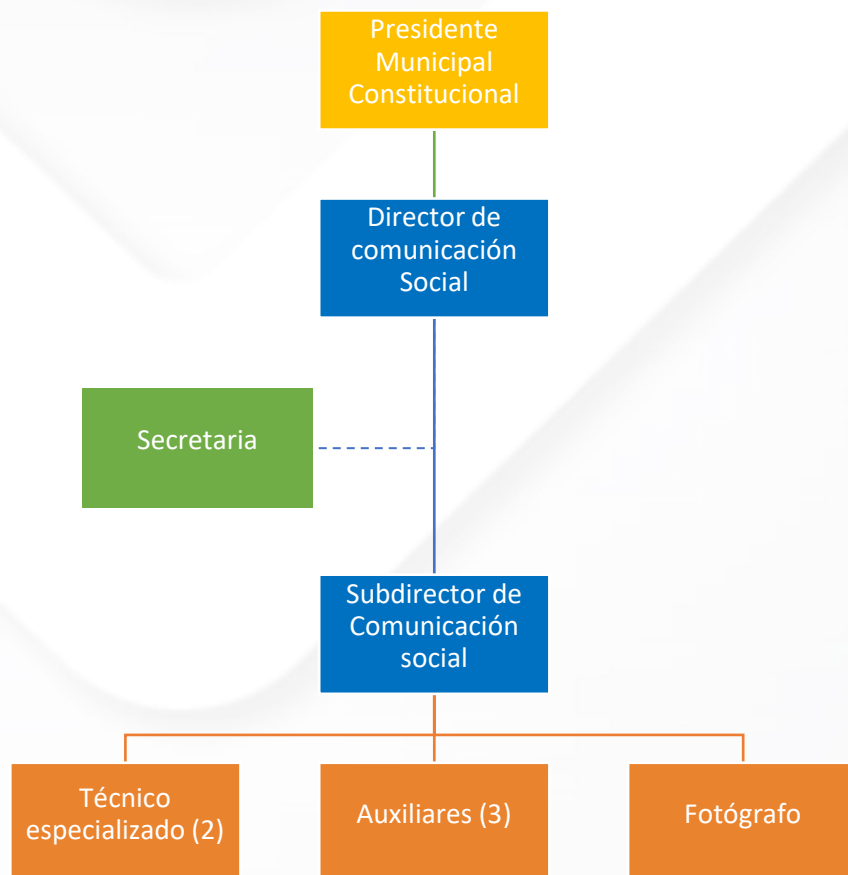 Presidente
Municipal
Constitucional
Director de
comunicación
Social
Secretaria
Subdirector de
Comunicación
social
Técnico
especializado (2)
Auxiliares (3)
Fotógrafo